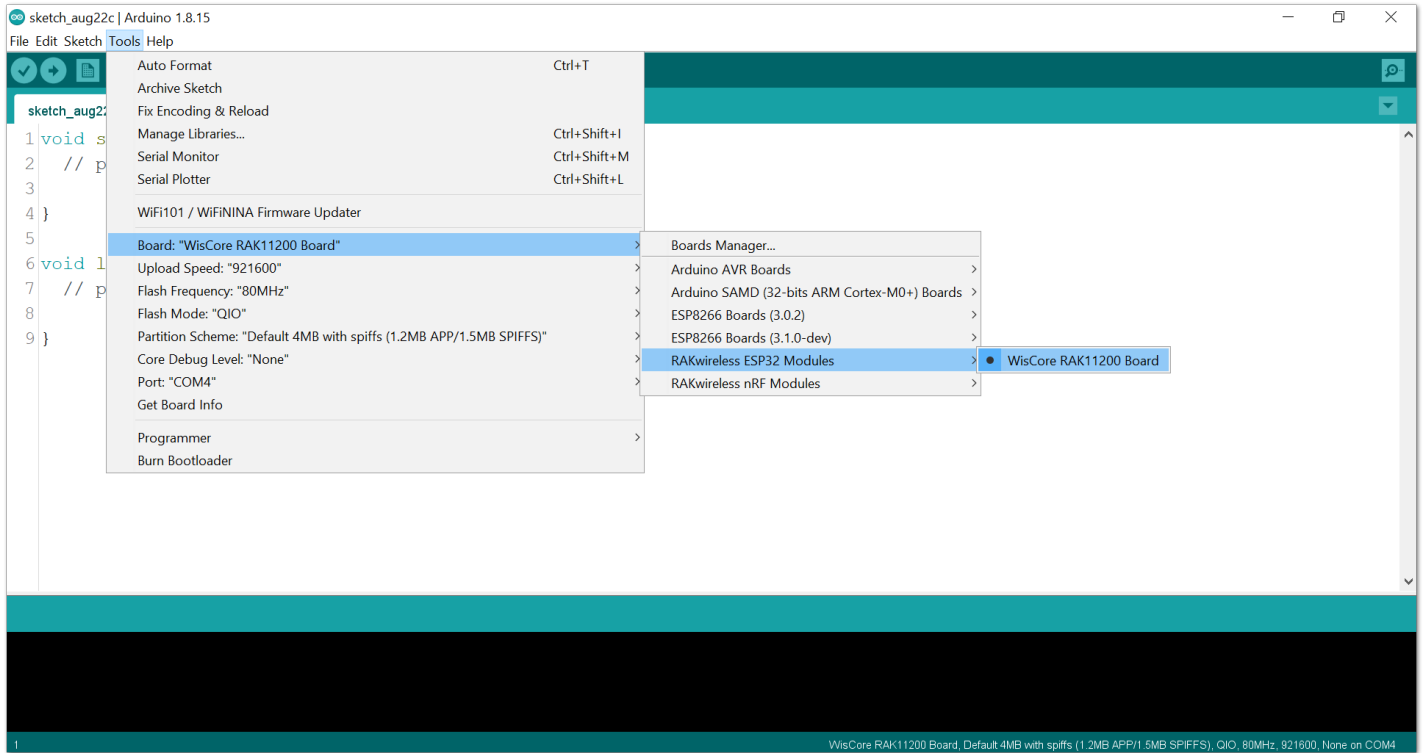 sketch_aug22c | Arduino 1.8.15
File Edit Sketch Tools Help
sketch_aug22
Auto Format Ctrl+T
Archive Sketch
Fix Encoding & Reload
Manage Libraries... Ctrl+Shift+I
Serial Monitor Ctrl+Shift+M
Serial Plotter Ctrl+Shift+L
WiFi101 / WiFiNINA Firmware Updater
Board: "WisCore RAK11200 Board"
Upload Speed: "921600"
Flash Frequency: "80MHz"
Flash Mode: "QIO"
Partition Scheme: "Default 4MB with spiffs (1.2MB APP/1.5MB SPIFFS)"
Core Debug Level: "None"
Port: "COM4"
Get Board Info
Programmer
Burn Bootloader
Boards Manager...
Arduino AVR Boards
Arduino SAMD (32-bits ARM Cortex-M0+) Boards
ESP8266 Boards (3.0.2)
ESP8266 Boards (3.1.0-dev)
RAKwireless ESP32 Modules
RAKwireless nRF Modules
WisCore RAK11200 Board
1 void s
2 // p
3
4 }
5
6 void l
7 // p
8
9 }
1 WisCore RAK11200 Board, Default 4MB with spiffs (1.2MB APP/1.5MB SPIFFS), QIO, 80MHz, 921600, None on COM4